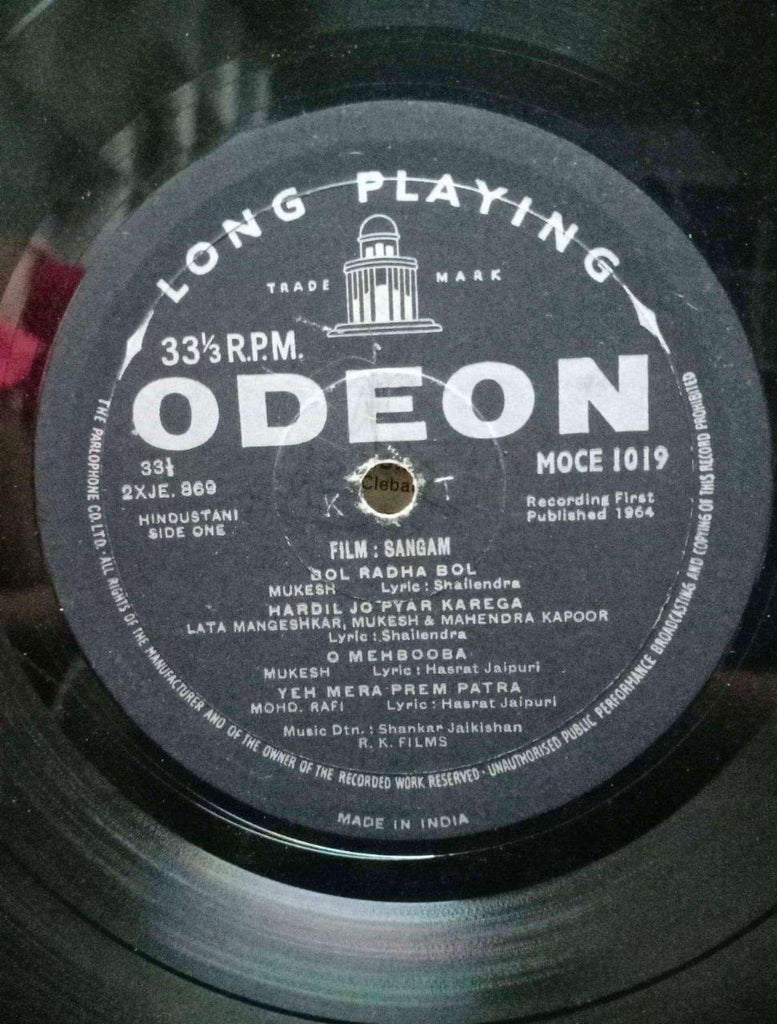 LONG PLAYING
TRADE MARK
33⅓ R.P.M.
ODEON
33⅓
2XJE. 869
HINDUSTANI
SIDE ONE
MOCE 1019
Recording First
Published 1964
K T
Cleba
FILM : SANGAM
BOL RADHA BOL
MUKESH Lyric : Shailendra
HARDIL JO PYAR KAREGA
LATA MANGESHKAR, MUKESH & MAHENDRA KAPOOR
Lyric : Shailendra
O MEHBOOBA
MUKESH Lyric : Hasrat Jaipuri
YEH MERA PREM PATRA
MOHD. RAFI Lyric : Hasrat Jaipuri
Music Dtn. : Shankar Jaikishan
R. K. FILMS
THE PARLOPHONE CO. LTD. · ALL RIGHTS OF THE MANUFACTURER AND OF THE OWNER OF THE RECORDED WORK RESERVED · UNAUTHORISED PUBLIC PERFORMANCE BROADCASTING AND COPYING OF THIS RECORD PROHIBITED
MADE IN INDIA